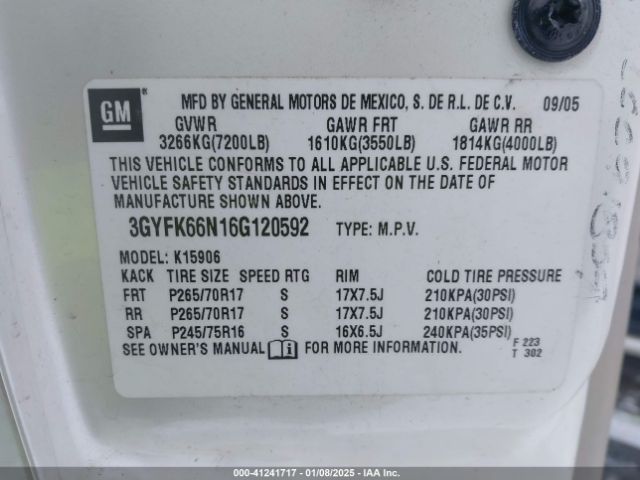 GM ®
MFD BY GENERAL MOTORS DE MEXICO, S. DE R.L. DE C.V. 09/05
GVWR GAWR FRT GAWR RR
3266KG(7200LB) 1610KG(3550LB) 1814KG(4000LB)
THIS VEHICLE CONFORMS TO ALL APPLICABLE U.S. FEDERAL MOTOR
VEHICLE SAFETY STANDARDS IN EFFECT ON THE DATE OF
MANUFACTURE SHOWN ABOVE.
3GYFK66N16G120592 TYPE: M.P.V.
MODEL: K15906
KACK TIRE SIZE SPEED RTG RIM COLD TIRE PRESSURE
FRT P265/70R17 S 17X7.5J 210KPA(30PSI)
RR P265/70R17 S 17X7.5J 210KPA(30PSI)
SPA P245/75R16 S 16X6.5J 240KPA(35PSI)
SEE OWNER'S MANUAL i FOR MORE INFORMATION.
F 223
T 302
000-41241717 - 01/08/2025 - IAA Inc.